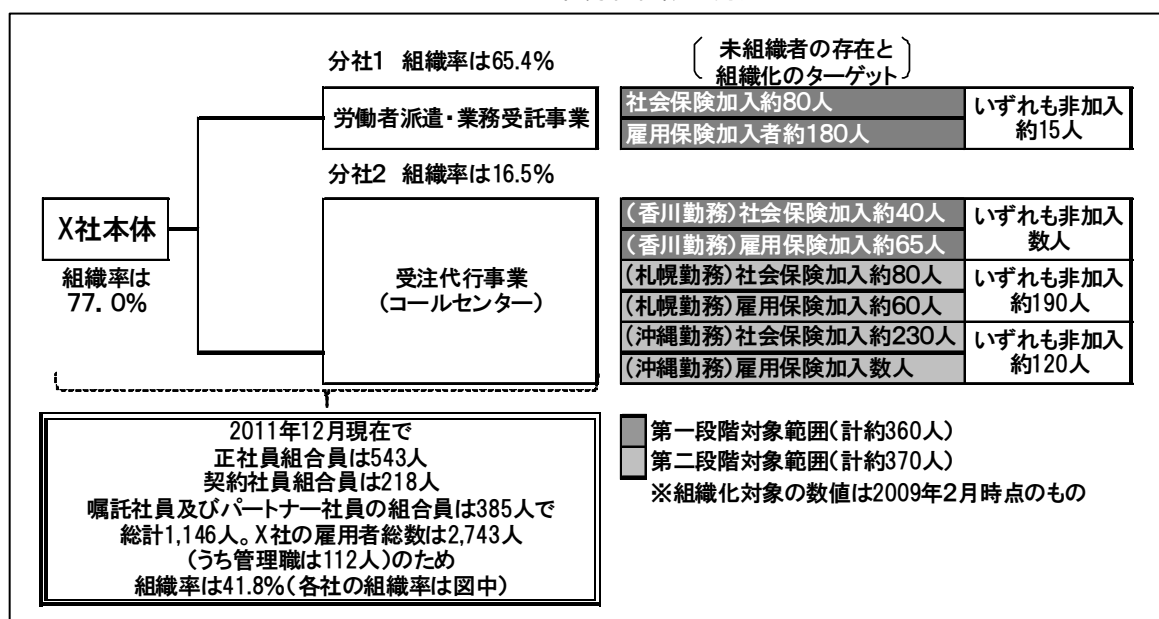 分社1 組織率は65.4%
未組織者の存在と
組織化のターゲット
労働者派遣・業務受託事業
社会保険加入約80人
雇用保険加入者約180人
いずれも非加入
約15人
分社2 組織率は16.5%
X社本体
組織率は
77.0%
受注代行事業
(コールセンター)
(香川勤務)社会保険加入約40人
(香川勤務)雇用保険加入約65人
いずれも非加入
数人
(札幌勤務)社会保険加入約80人
(札幌勤務)雇用保険加入約60人
いずれも非加入
約190人
(沖縄勤務)社会保険加入約230人
(沖縄勤務)雇用保険加入数人
いずれも非加入
約120人
2011年12月現在で
正社員組合員は543人
契約社員組合員は218人
嘱託社員及びパートナー社員の組合員は385人で
総計1,146人。X社の雇用者総数は2,743人
(うち管理職は112人)のため
組織率は41.8%(各社の組織率は図中)
第一段階対象範囲(計約360人)
第二段階対象範囲(計約370人)
※組織化対象の数値は2009年2月時点のもの